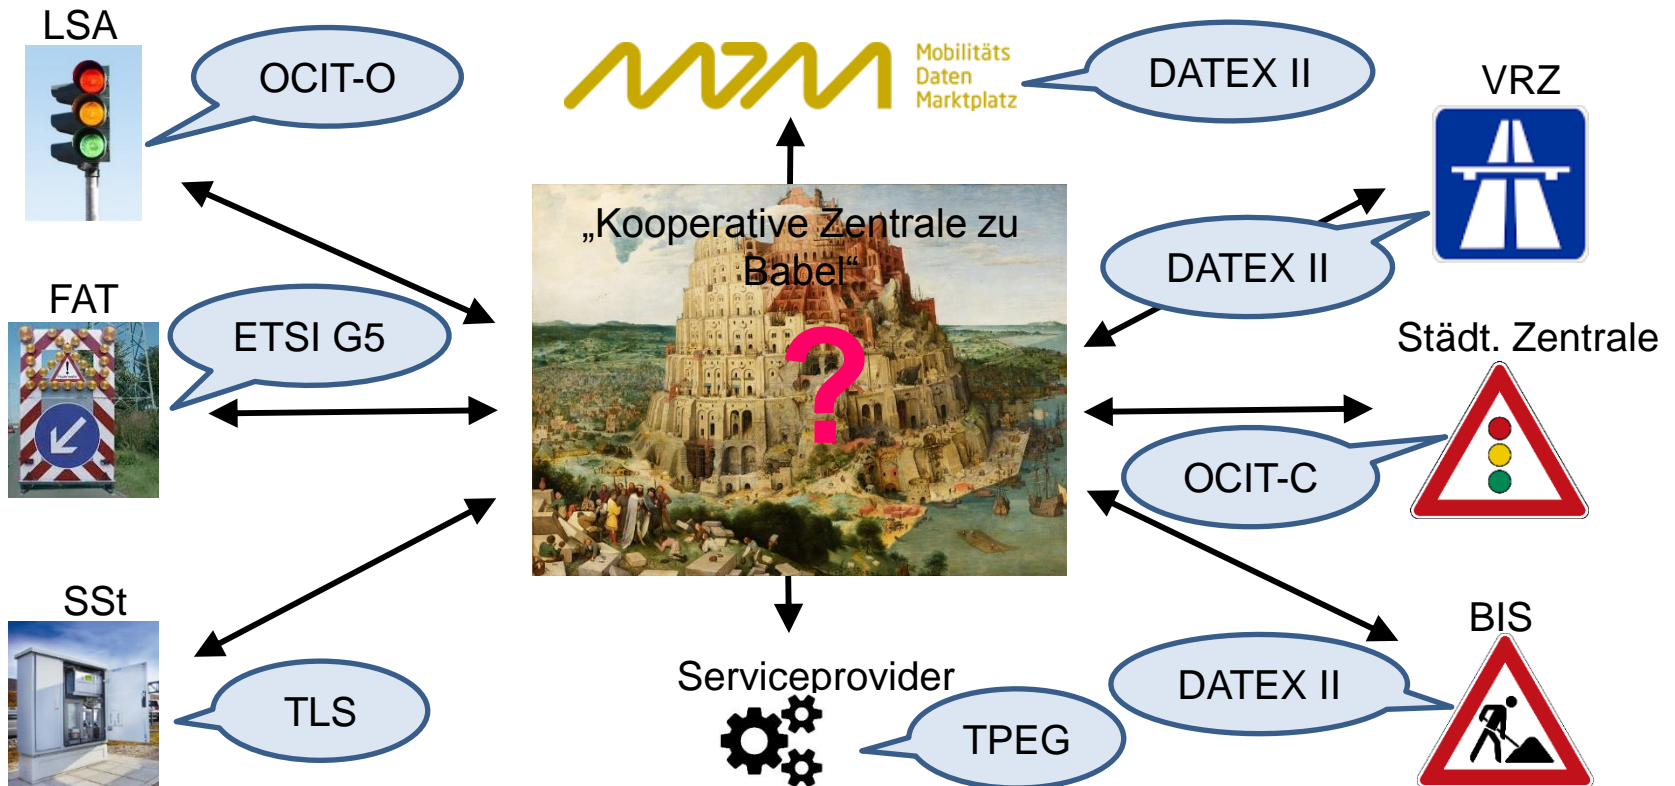 LSA
OCIT-O
Mobilitäts
Daten
Marktplatz
DATEX II
VRZ
„Kooperative Zentrale zu
Babel“
DATEX II
FAT
ETSI G5
Städt. Zentrale
OCIT-C
SSt
TLS
Serviceprovider
TPEG
BIS
DATEX II